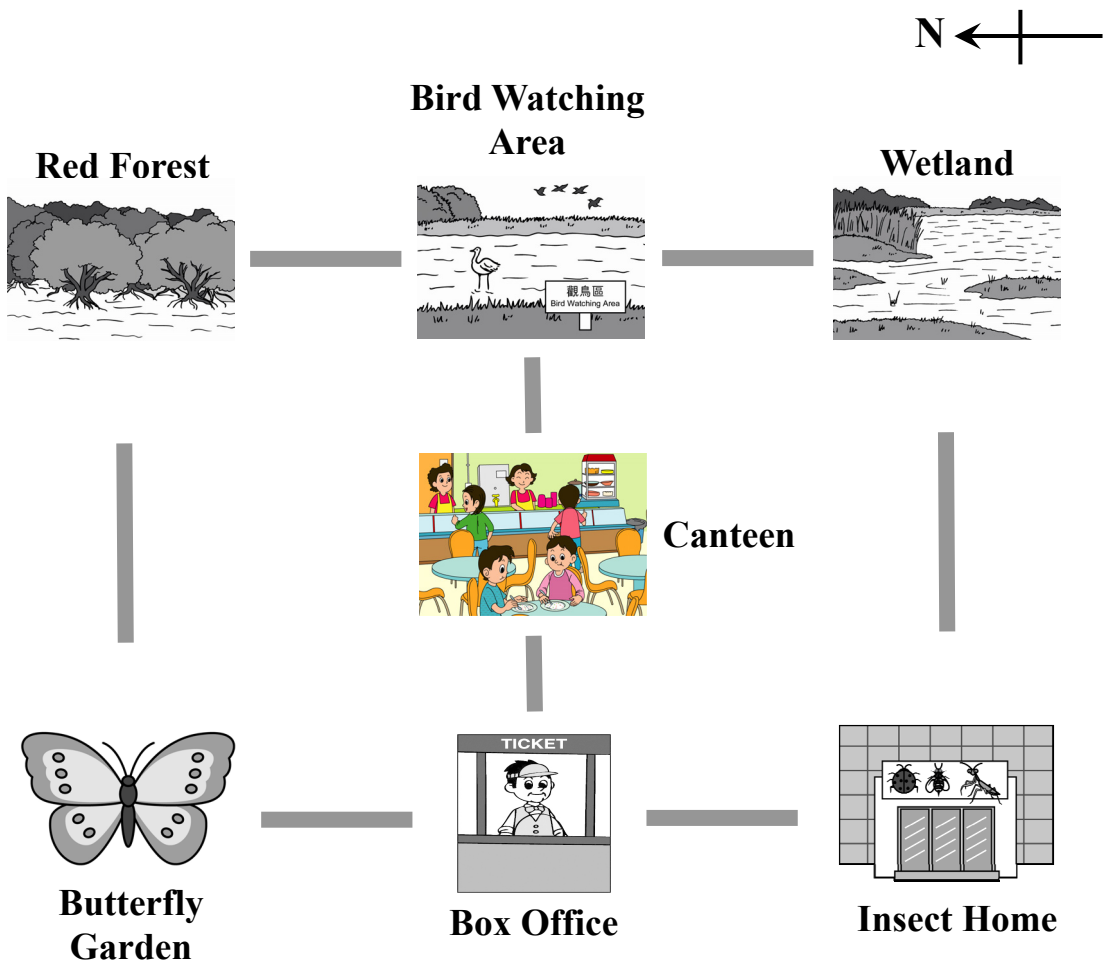 N
Bird Watching
Area
Red Forest
Wetland
觀鳥區
Bird Watching Area
Canteen
TICKET
Butterfly
Garden
Box Office
Insect Home